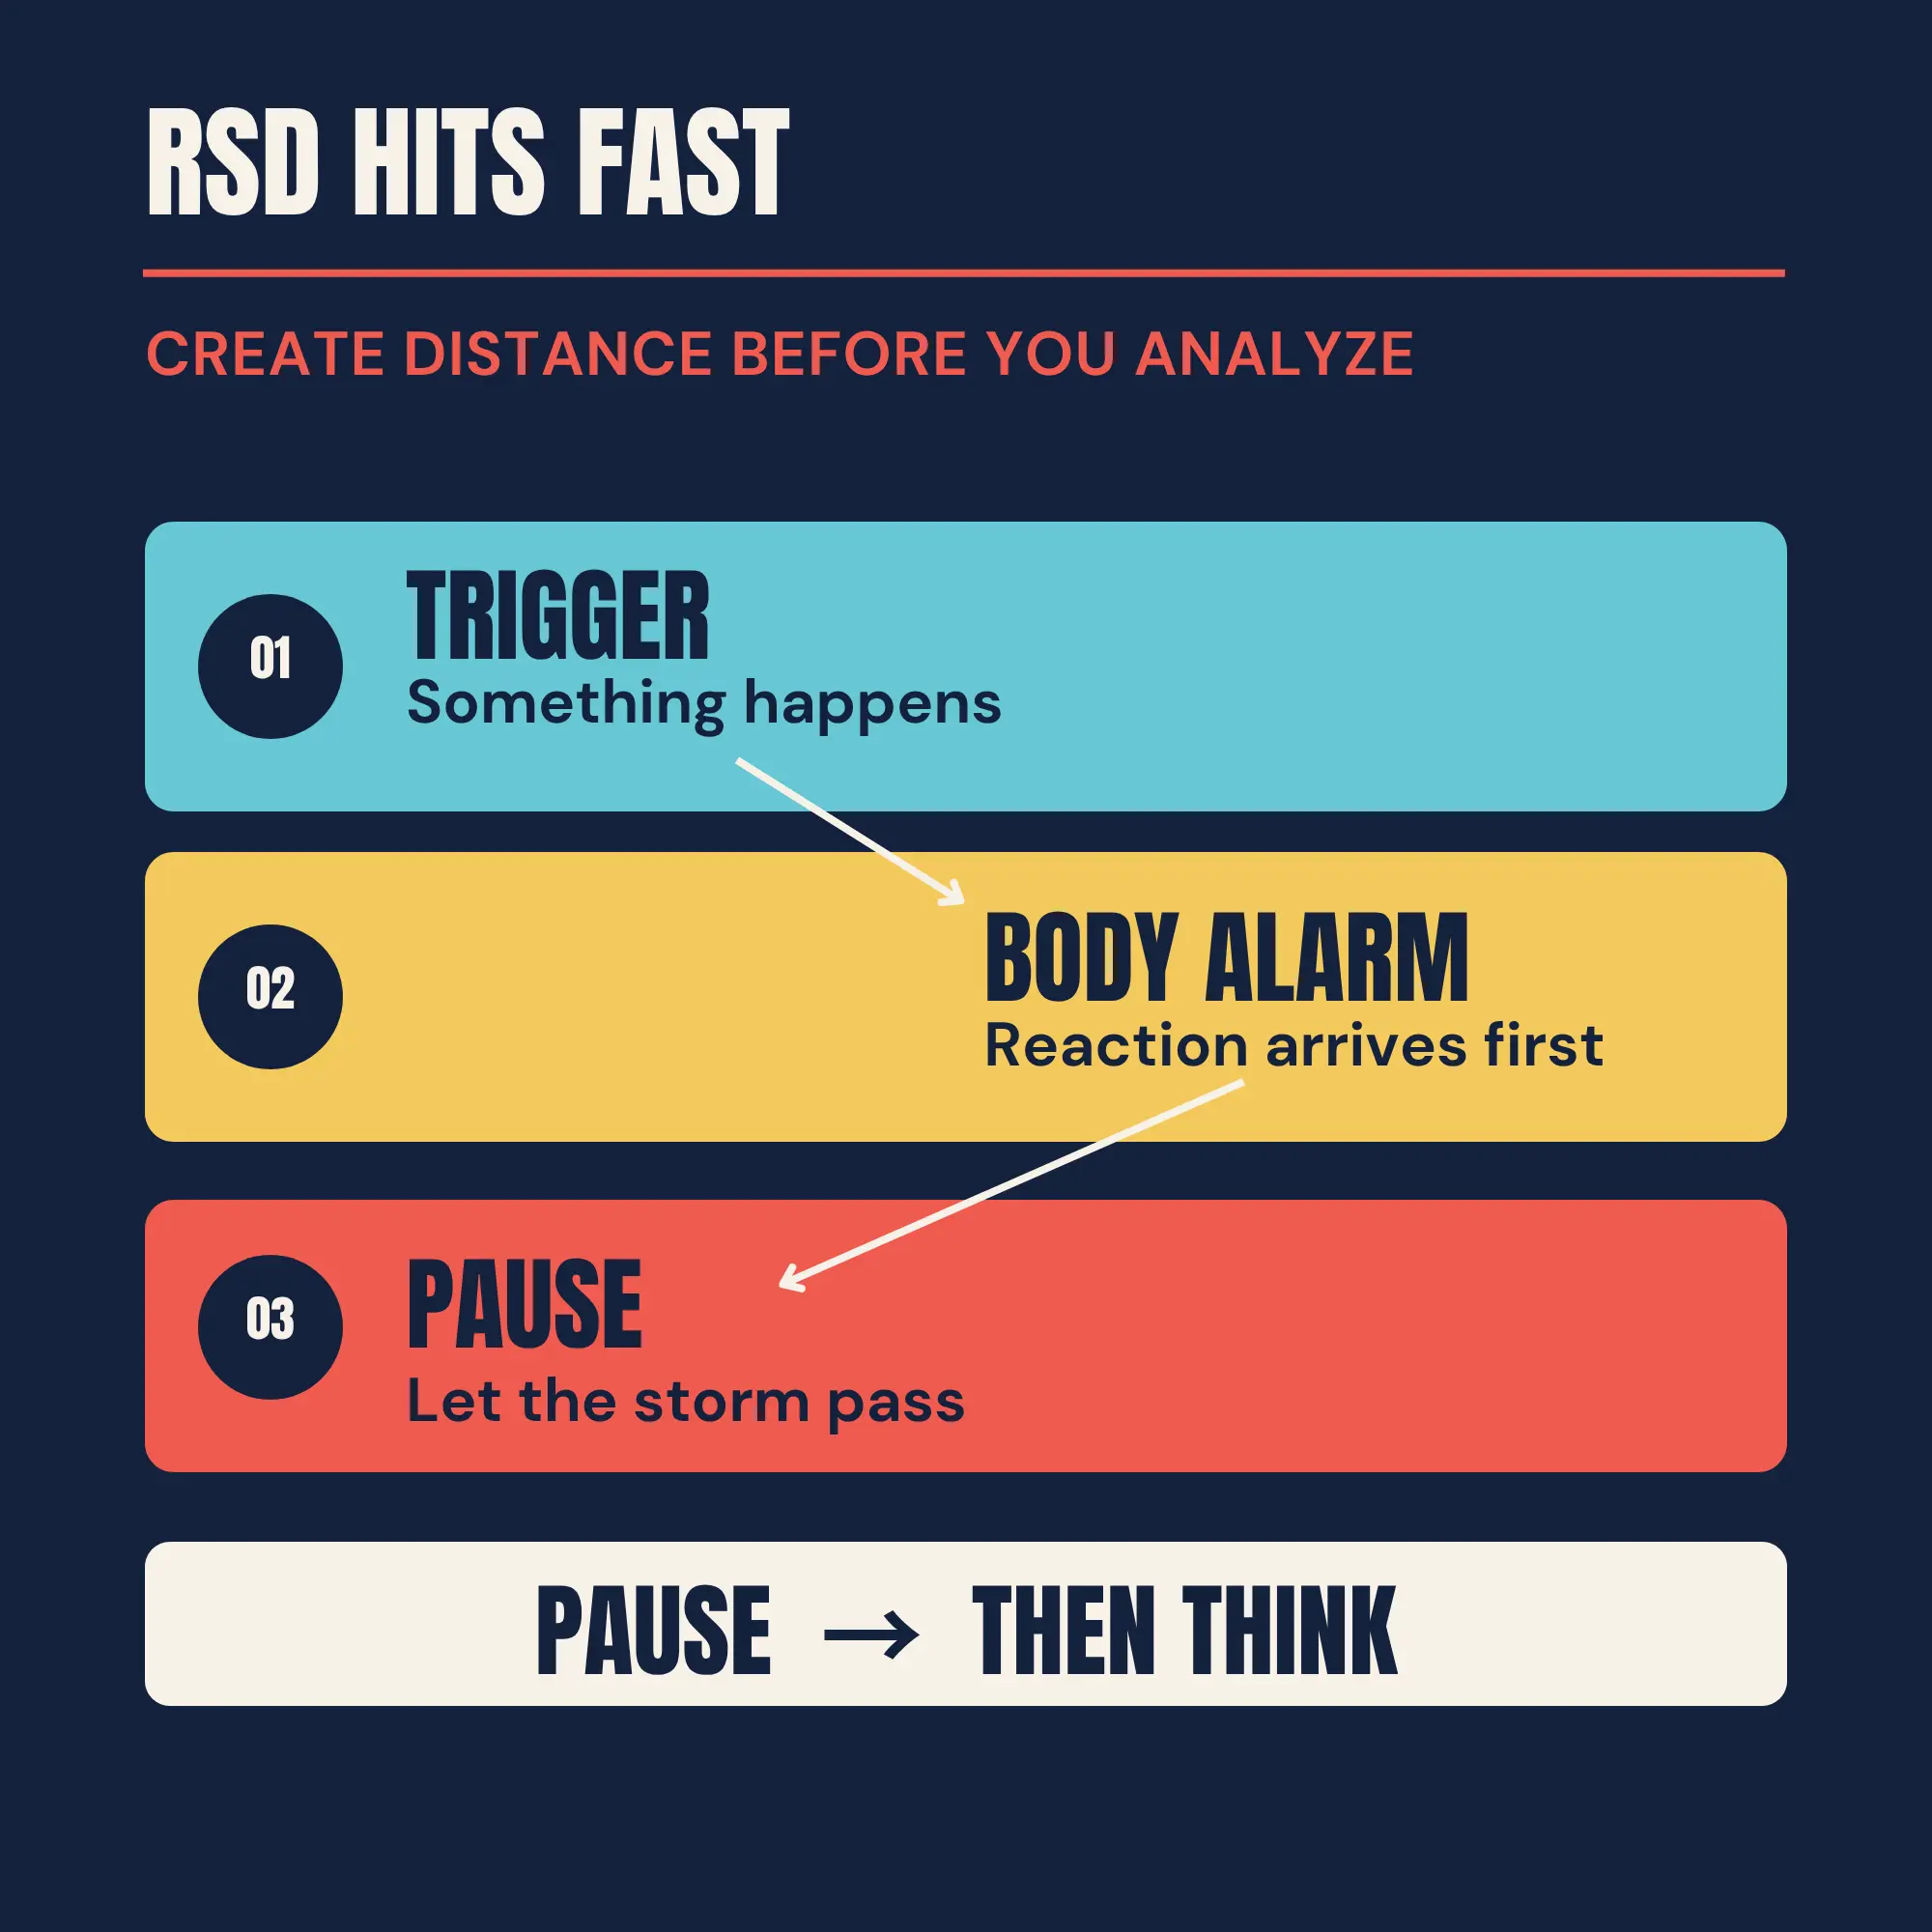 RSD HITS FAST
CREATE DISTANCE BEFORE YOU ANALYZE
01
TRIGGER
Something happens
02
BODY ALARM
Reaction arrives first
03
PAUSE
Let the storm pass
PAUSE → THEN THINK